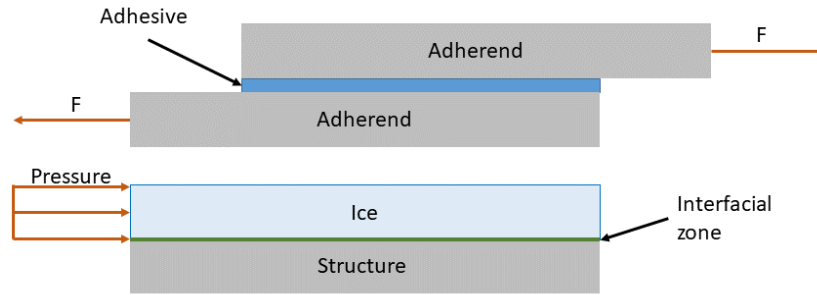 Adhesive
Adherend
F
F
Adherend
Pressure
Ice
Interfacial
zone
Structure